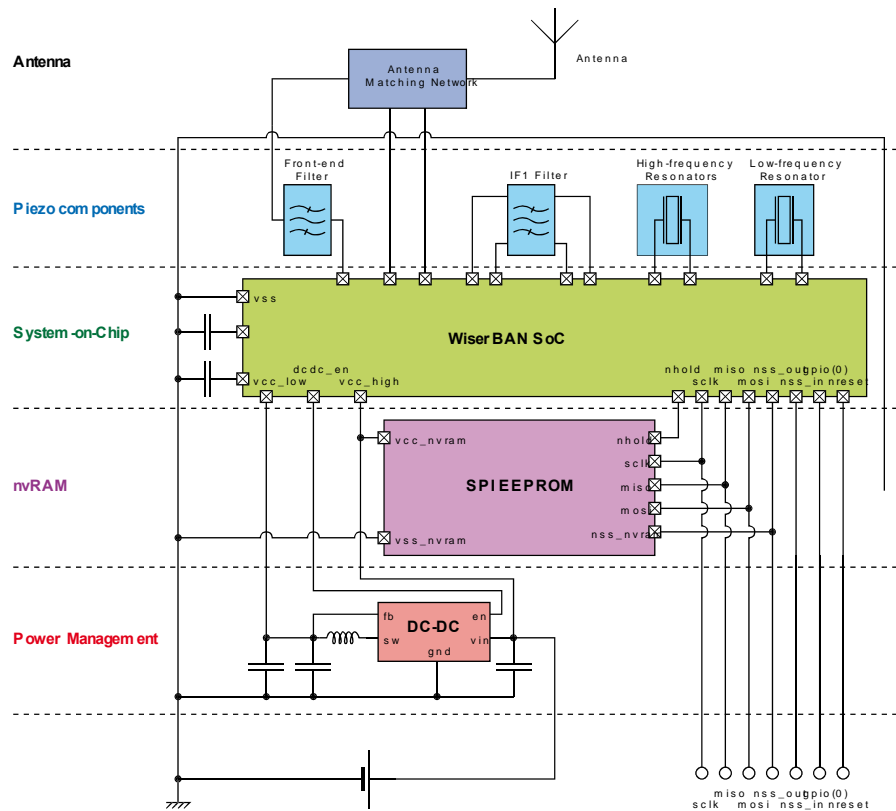 Antenna
Antenna
Matching Network
Antenna
Front-end
Filter
IF1 Filter
High-frequency
Resonators
Low-frequency
Resonator
Piezo components
System-on-Chip
vss
WiserBAN SoC
dcdc_en
vcc_low
vcc_high
nhold miso nss_out gpio(0)
sclk mosi nss_in nreset
nvRAM
vcc_nvram
nhold
sclk
SPI EEPROM
miso
mosi
vss_nvram
nss_nvram
Power Management
fb
en
DC-DC
sw
vin
gnd
miso nss_out gpio(0)
sclk mosi nss_in nreset